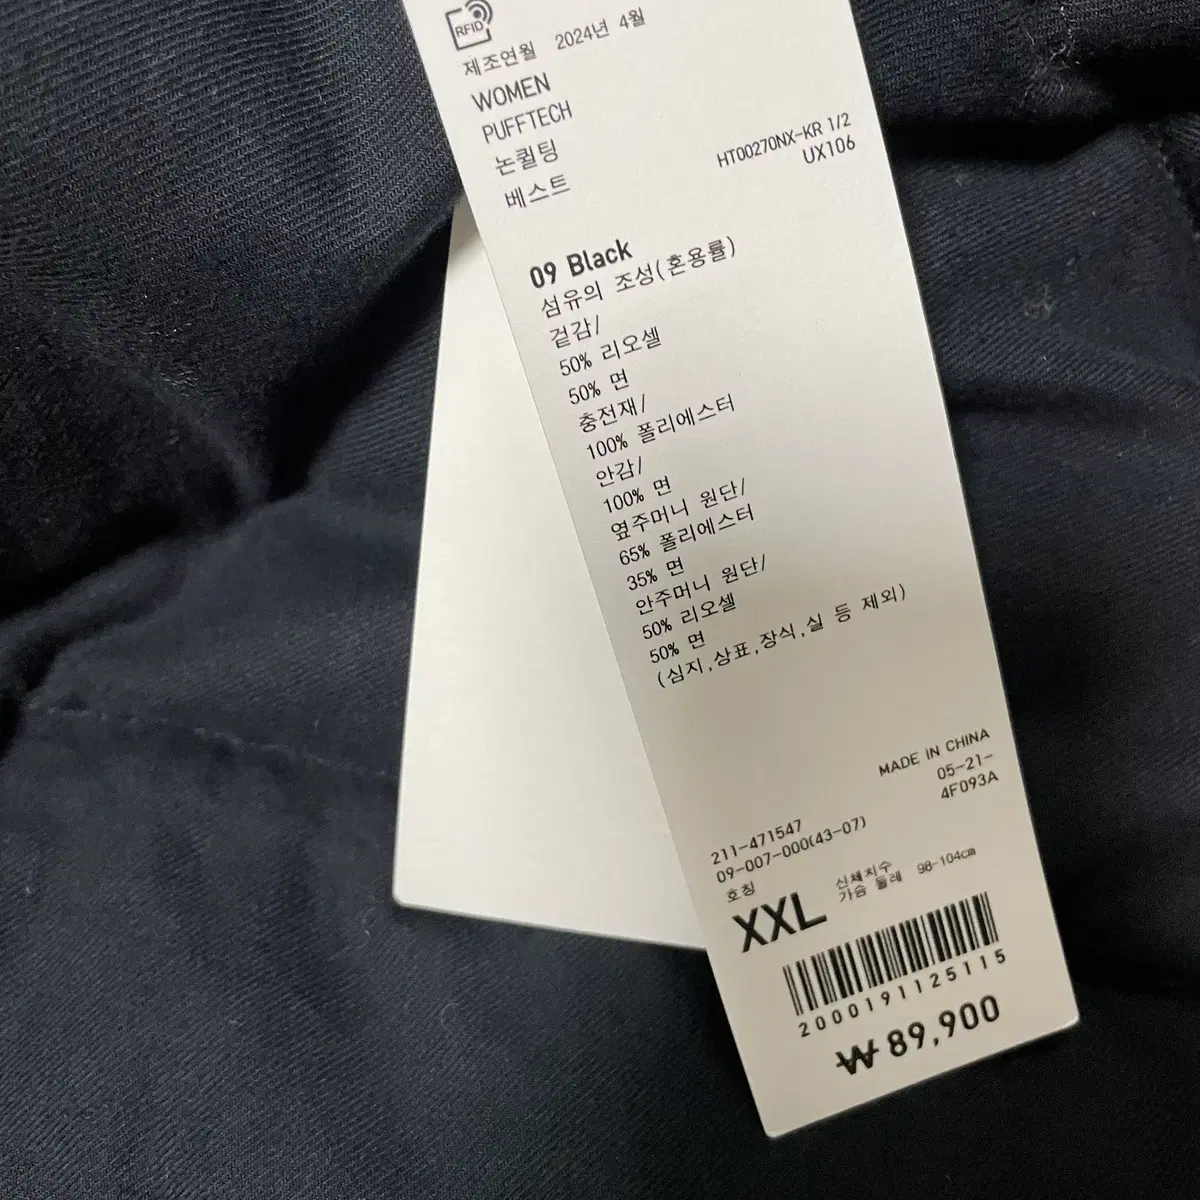 RFID
제조연월 2024년 4월
WOMEN
PUFFTECH
논퀼팅
베스트
HT00270NX-KR 1/2
UX106
09 Black
섬유의 조성(혼용률)
겉감/
50% 리오셀
50% 면
충전재/
100% 폴리에스터
안감/
100% 면
옆주머니 원단/
65% 폴리에스터
35% 면
안주머니 원단/
50% 리오셀
50% 면
(심지,상표,장식,실 등 제외)
MADE IN CHINA
05-21-
4F093A
211-471547
09-007-000(43-07)
호칭
신체치수
XXL 가슴 둘레 98-104cm
2000191125115
₩89,900